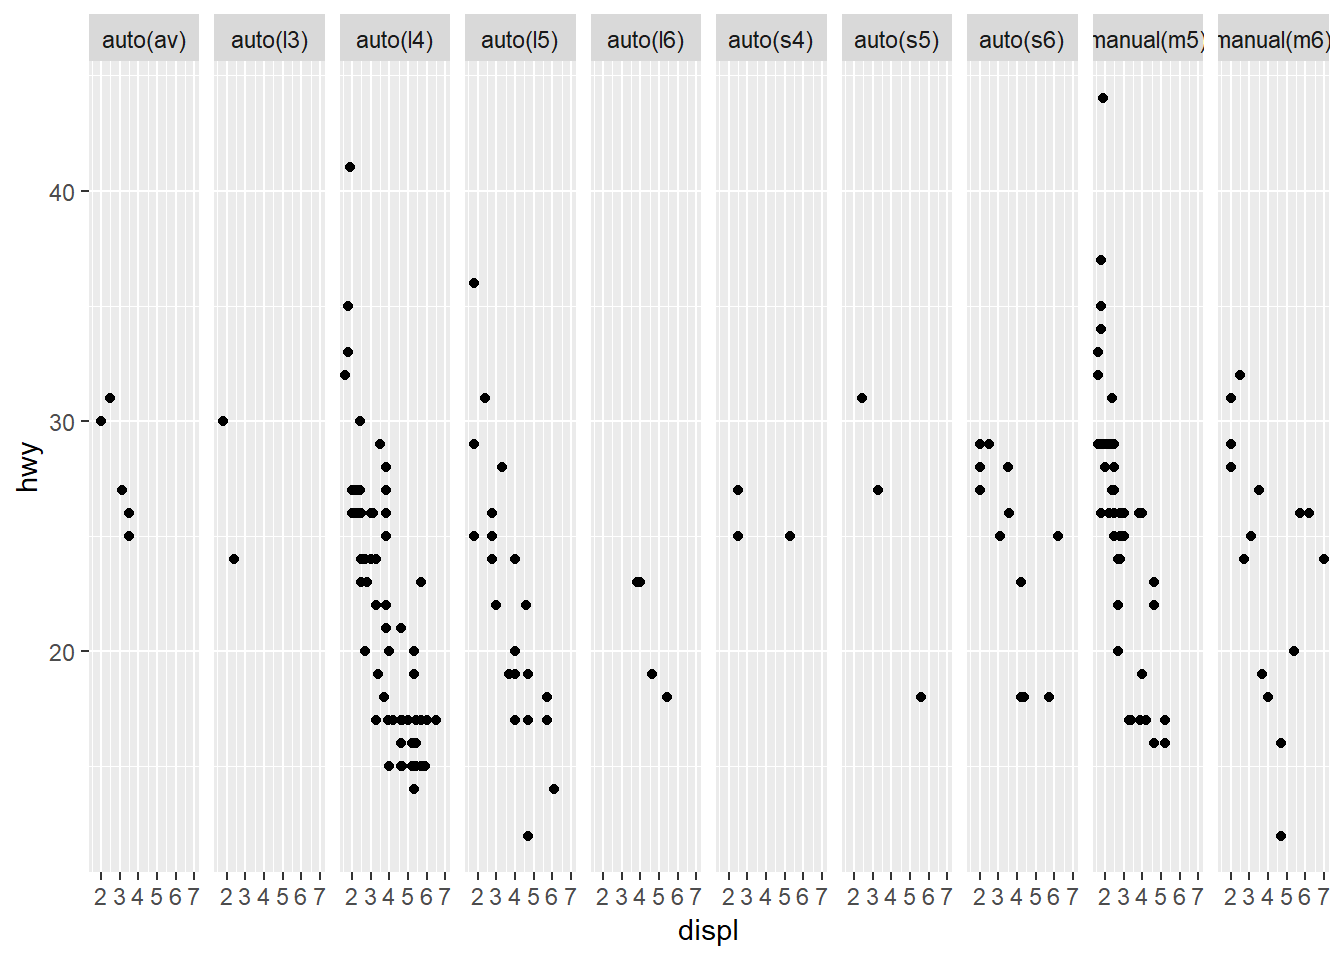 auto(av) auto(l3) auto(l4) auto(l5) auto(l6) auto(s4) auto(s5) auto(s6) manual(m5) manual(m6)
40
30
20
hwy
2 3 4 5 6 7 2 3 4 5 6 7 2 3 4 5 6 7 2 3 4 5 6 7 2 3 4 5 6 7 2 3 4 5 6 7 2 3 4 5 6 7 2 3 4 5 6 7 2 3 4 5 6 7 2 3 4 5 6 7
displ